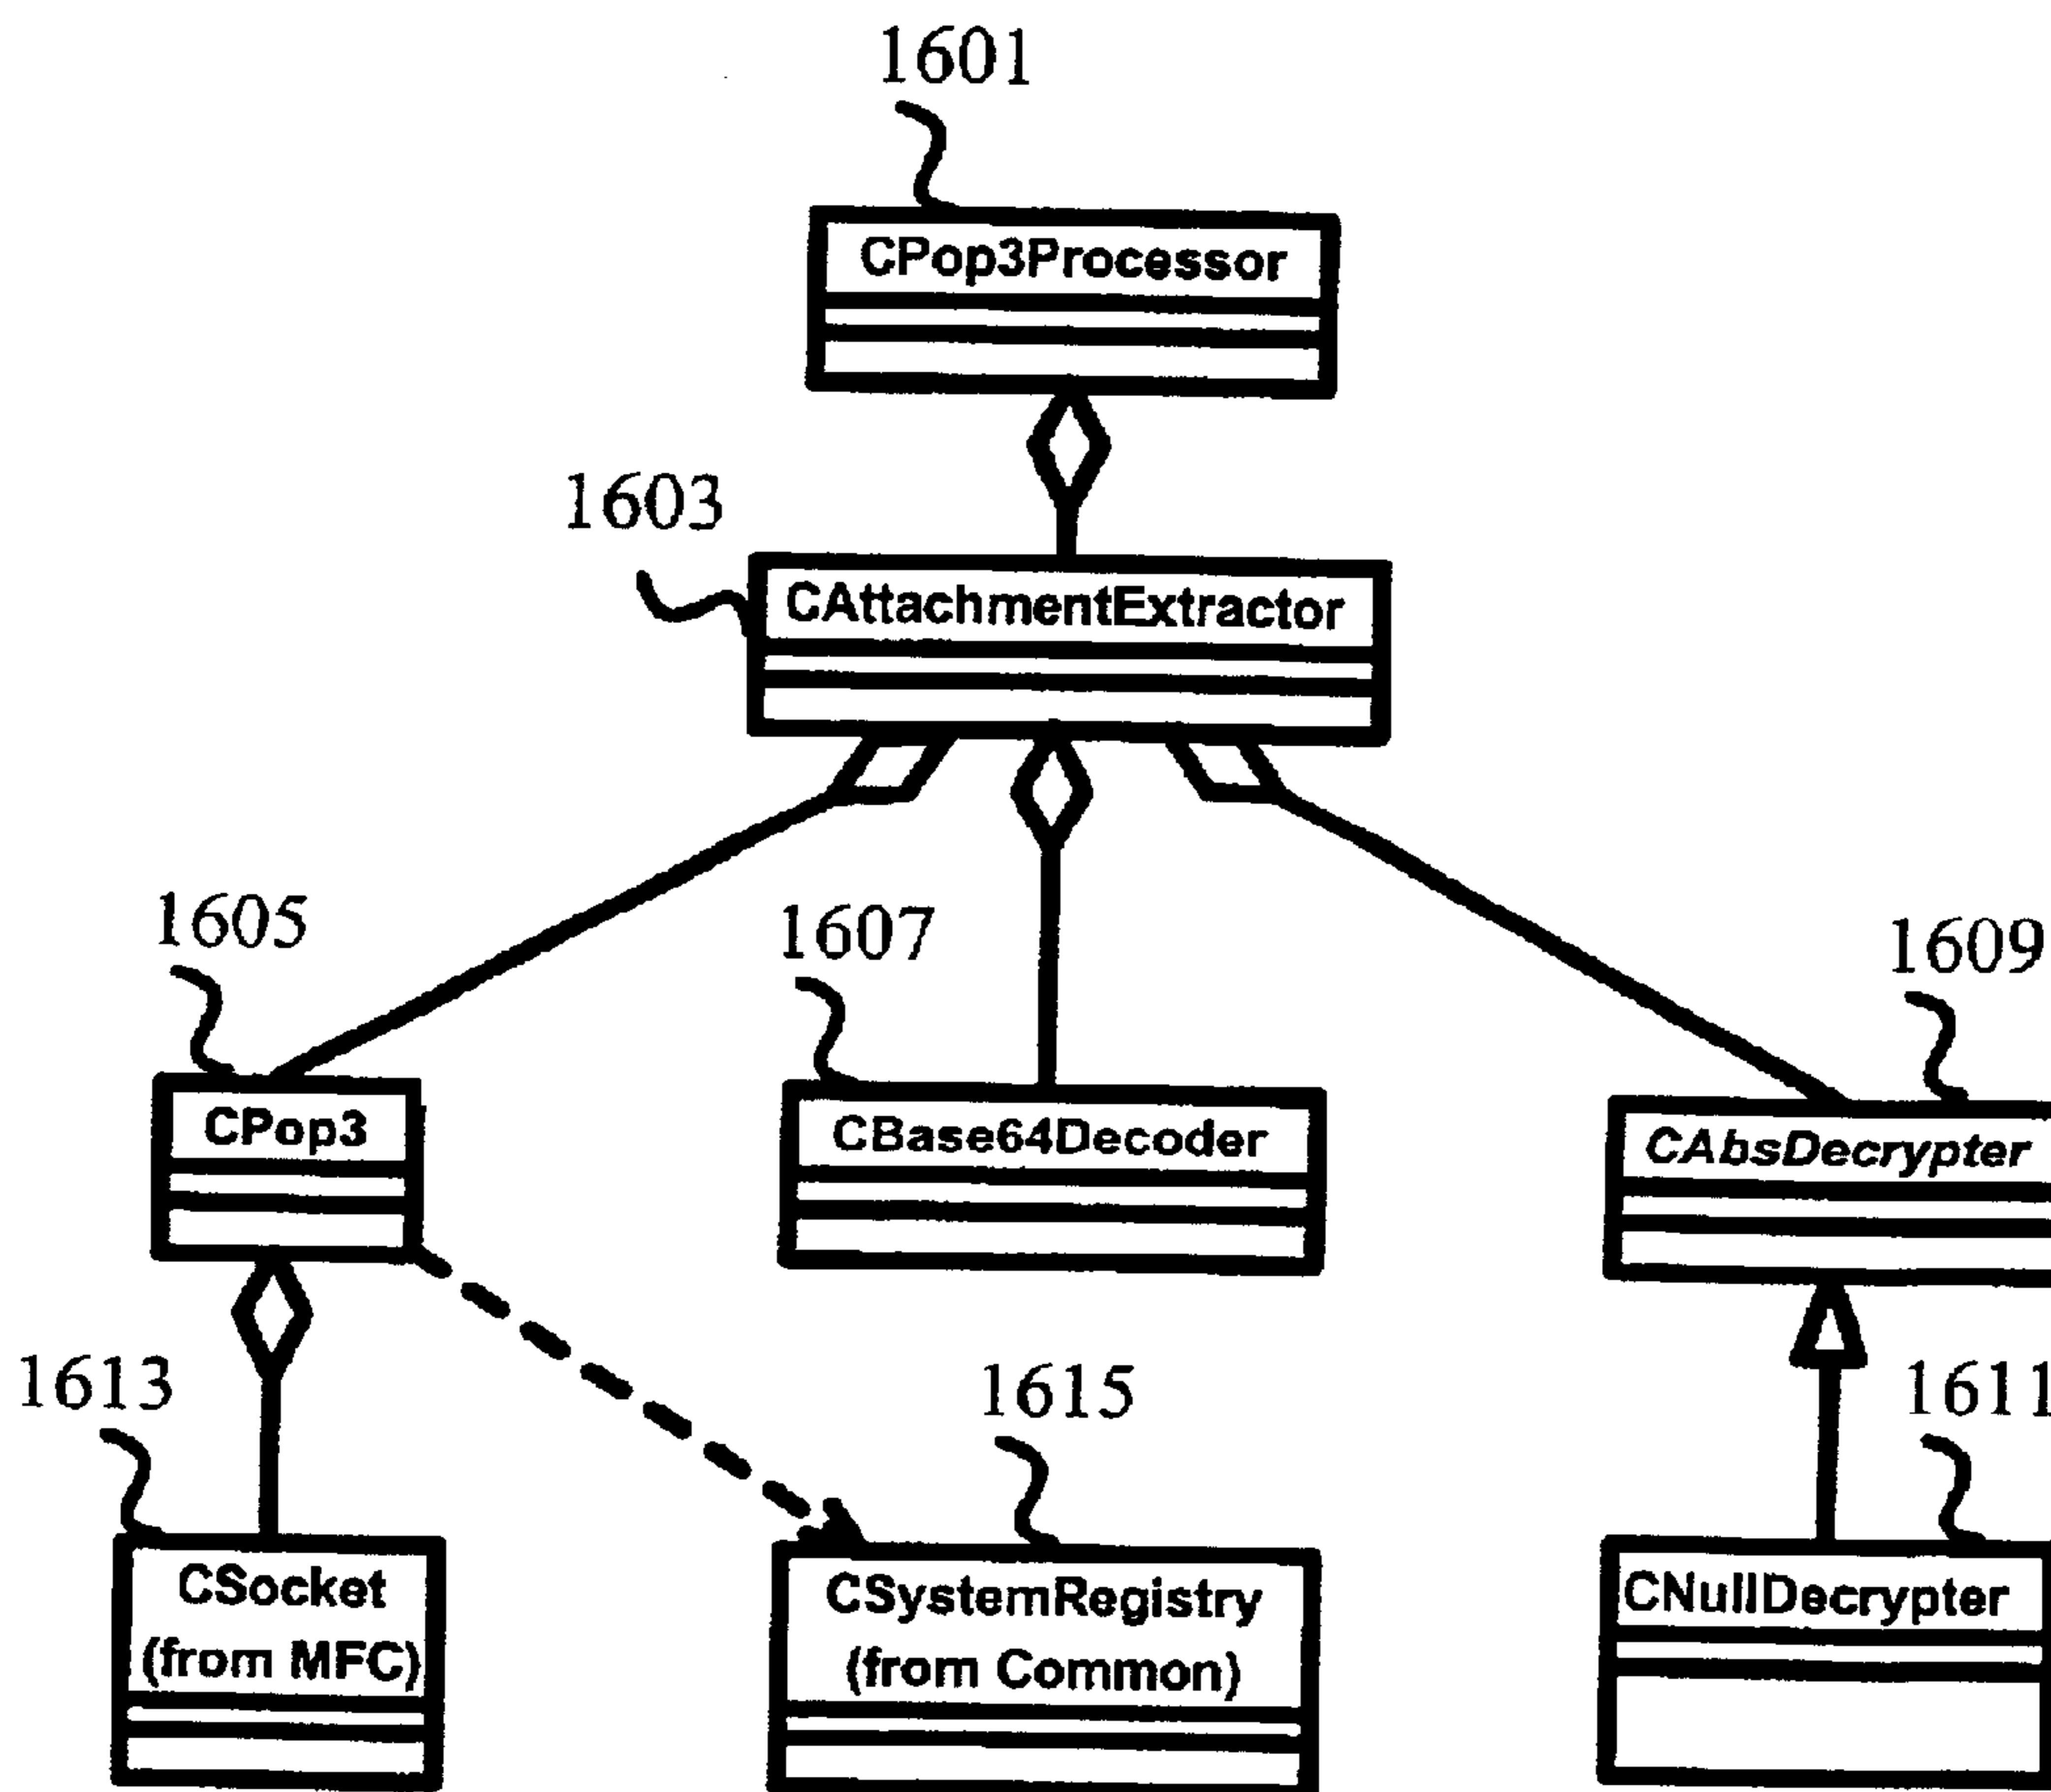 1601
CPop3Processor
1603
CAttachmentExtractor
1605
1607
1609
CPop3
CBase64Decoder
CAbsDecrypter
1613
1615
1611
CSocket
(from MFC)
CSystemRegistry
(from Common)
CNullDecrypter